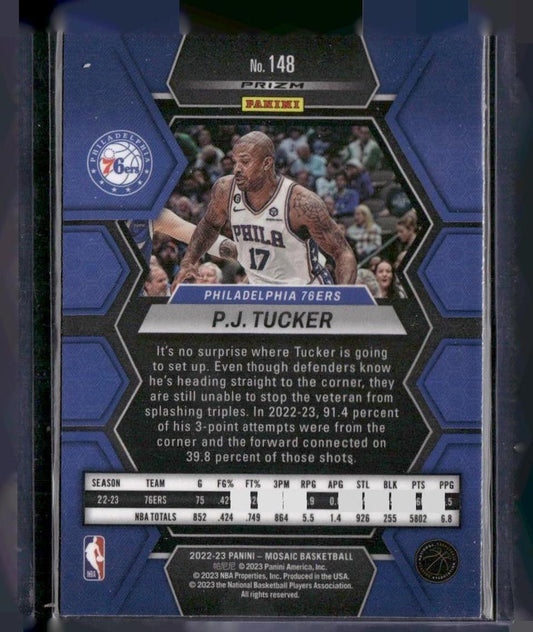 No. 148
PRIZM
PANINI
PHILADELPHIA
76ers
PHILA
17
PHILADELPHIA 76ERS
P.J. TUCKER
It's no surprise where Tucker is going
to set up. Even though defenders know
he's heading straight to the corner, they
are still unable to stop the veteran from
splashing triples. In 2022-23, 91.4 percent
of his 3-point attempts were from the
corner and the forward connected on
39.8 percent of those shots.
SEASON TEAM G FG% FT% 3PM RPG APG STL BLK PTS PPG
22-23 76ERS 75
NBA TOTALS 852 .424 .749 864 5.5 1.4 926 255 5802 6.8
2022-23 PANINI – MOSAIC BASKETBALL
帕尼尼 © 2023 Panini America, Inc.
© 2023 NBA Properties, Inc. Produced in the USA.
© 2023 the National Basketball Players Association.
All rights reserved.
NBA